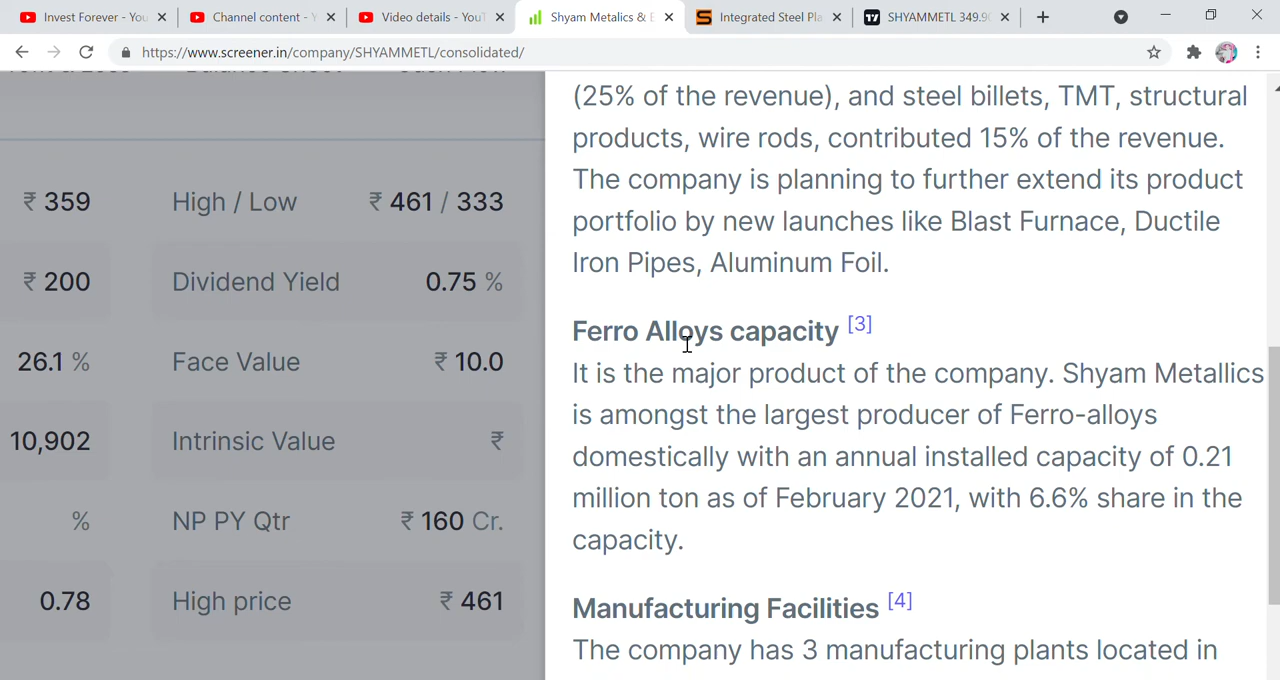 Invest Forever - You
Channel content - Y
Video details - YouT
Shyam Metalics & E
Integrated Steel Pla
SHYAMMETL 349.90
https://www.screener.in/company/SHYAMMETL/consolidated/
(25% of the revenue), and steel billets, TMT, structural
products, wire rods, contributed 15% of the revenue.
The company is planning to further extend its product
portfolio by new launches like Blast Furnace, Ductile
Iron Pipes, Aluminum Foil.
₹ 359 High / Low ₹ 461 / 333
₹ 200 Dividend Yield 0.75 %
26.1 % Face Value ₹ 10.0
10,902 Intrinsic Value ₹
% NP PY Qtr ₹ 160 Cr.
0.78 High price ₹ 461
Ferro Alloys capacity [3]
It is the major product of the company. Shyam Metallics
is amongst the largest producer of Ferro-alloys
domestically with an annual installed capacity of 0.21
million ton as of February 2021, with 6.6% share in the
capacity.
Manufacturing Facilities [4]
The company has 3 manufacturing plants located in